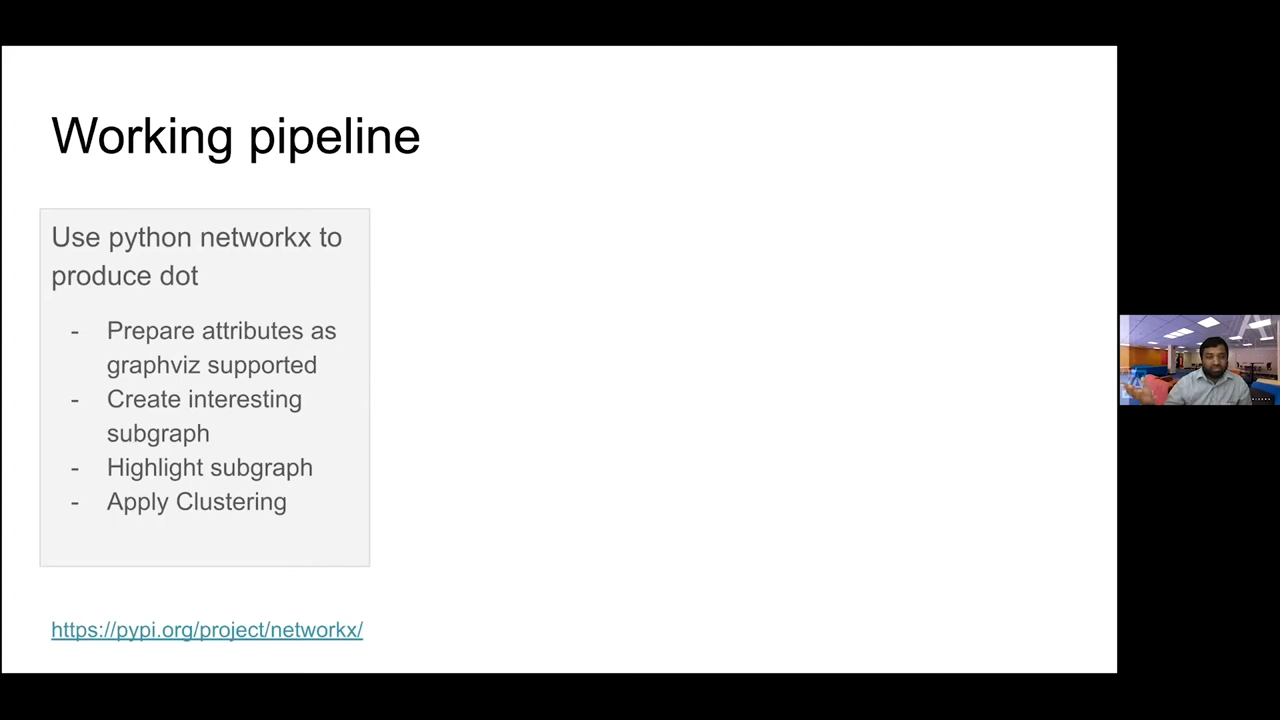 Working pipeline
Use python networkx to
produce dot
- Prepare attributes as
graphviz supported
- Create interesting
subgraph
- Highlight subgraph
- Apply Clustering
https://pypi.org/project/networkx/